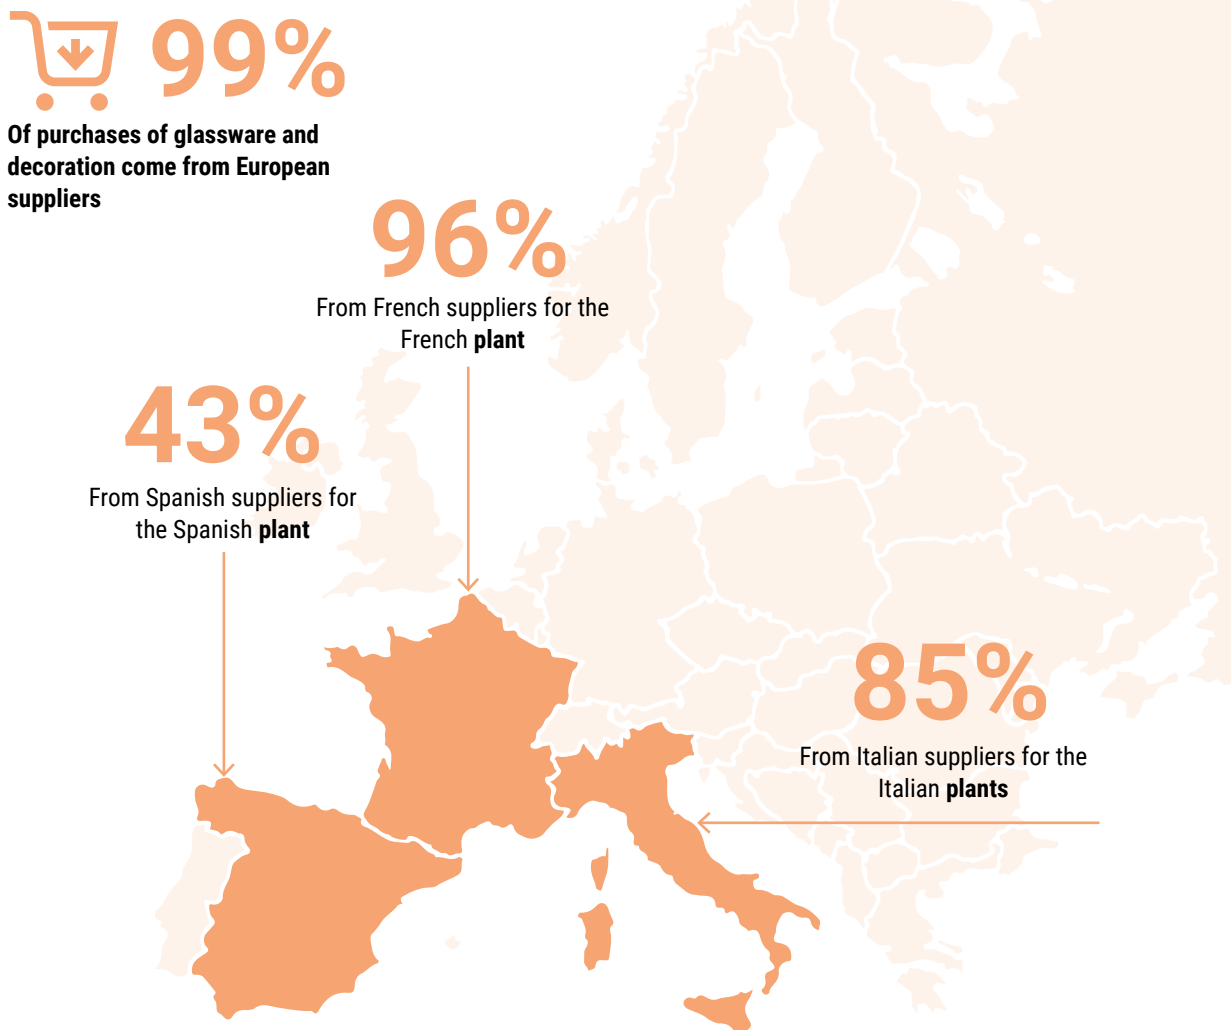 99%
Of purchases of glassware and
decoration come from European
suppliers
96%
From French suppliers for the
French plant
43%
From Spanish suppliers for
the Spanish plant
85%
From Italian suppliers for the
Italian plants